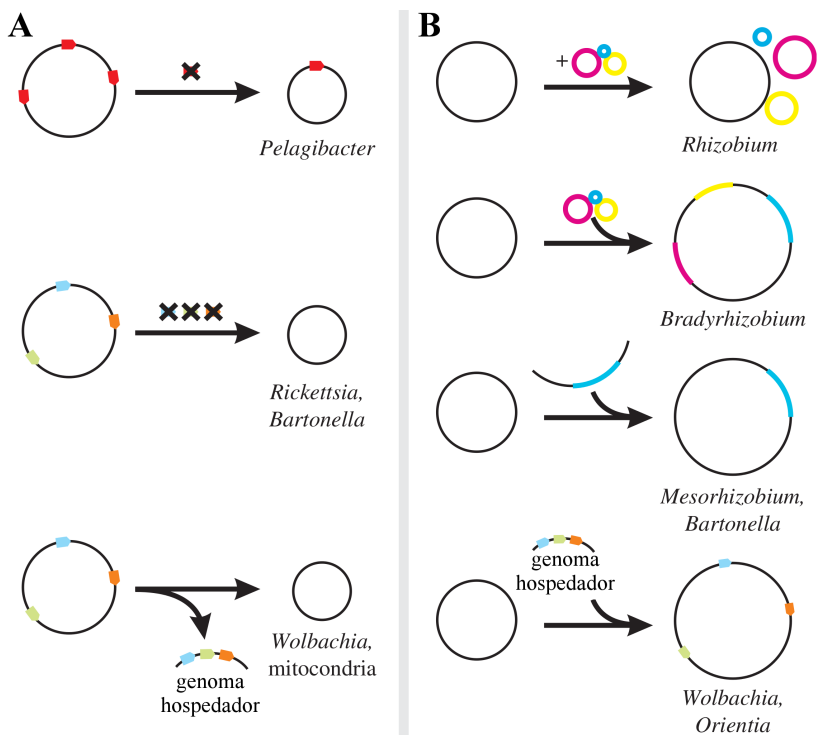 A
Pelagibacter
Rickettsia,
Bartonella
genoma
hospedador
Wolbachia,
mitocondria
B
+
Rhizobium
Bradyrhizobium
Mesorhizobium,
Bartonella
genoma
hospedador
Wolbachia,
Orientia